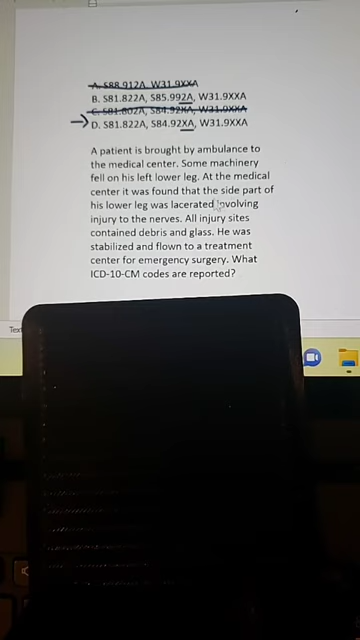 A. S88.912A, W31.9XXA
B. S81.822A, S85.992A, W31.9XXA
C. S81.802A, S84.92XA, W31.9XXA
D. S81.822A, S84.92XA, W31.9XXA
A patient is brought by ambulance to
the medical center. Some machinery
fell on his left lower leg. At the medical
center it was found that the side part of
his lower leg was lacerated involving
injury to the nerves. All injury sites
contained debris and glass. He was
stabilized and flown to a treatment
center for emergency surgery. What
ICD-10-CM codes are reported?